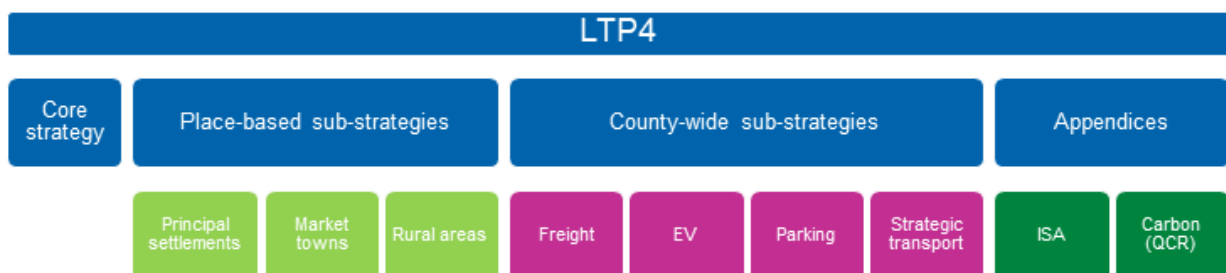 LTP4
Core
strategy
Place-based sub-strategies
County-wide sub-strategies
Appendices
Principal
settlements
Market
towns
Rural areas
Freight
EV
Parking
Strategic
transport
ISA
Carbon
(QCR)